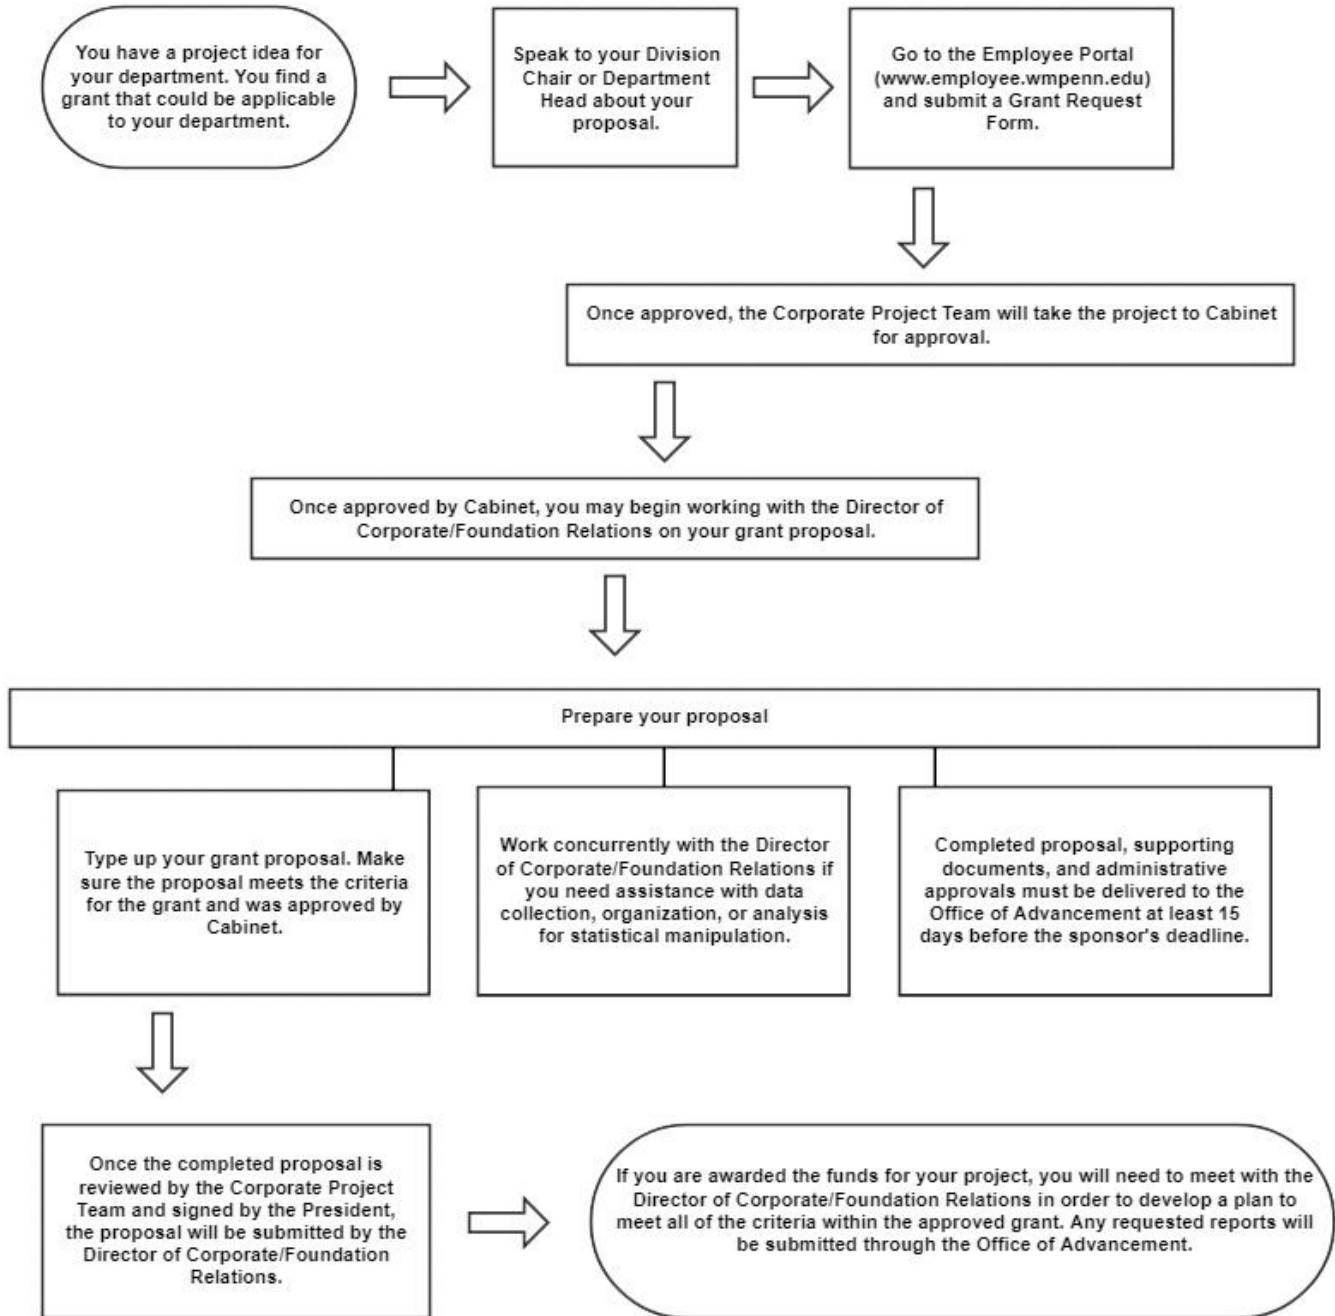 You have a project idea for
your department. You find a
grant that could be applicable
to your department.
Speak to your Division
Chair or Department
Head about your
proposal.
Go to the Employee Portal
(www.employee.wmpenn.edu)
and submit a Grant Request
Form.
Once approved, the Corporate Project Team will take the project to Cabinet
for approval.
Once approved by Cabinet, you may begin working with the Director of
Corporate/Foundation Relations on your grant proposal.
Prepare your proposal
Type up your grant proposal. Make
sure the proposal meets the criteria
for the grant and was approved by
Cabinet.
Work concurrently with the Director
of Corporate/Foundation Relations if
you need assistance with data
collection, organization, or analysis
for statistical manipulation.
Completed proposal, supporting
documents, and administrative
approvals must be delivered to the
Office of Advancement at least 15
days before the sponsor's deadline.
Once the completed proposal is
reviewed by the Corporate Project
Team and signed by the President,
the proposal will be submitted by the
Director of Corporate/Foundation
Relations.
If you are awarded the funds for your project, you will need to meet with the
Director of Corporate/Foundation Relations in order to develop a plan to
meet all of the criteria within the approved grant. Any requested reports will
be submitted through the Office of Advancement.